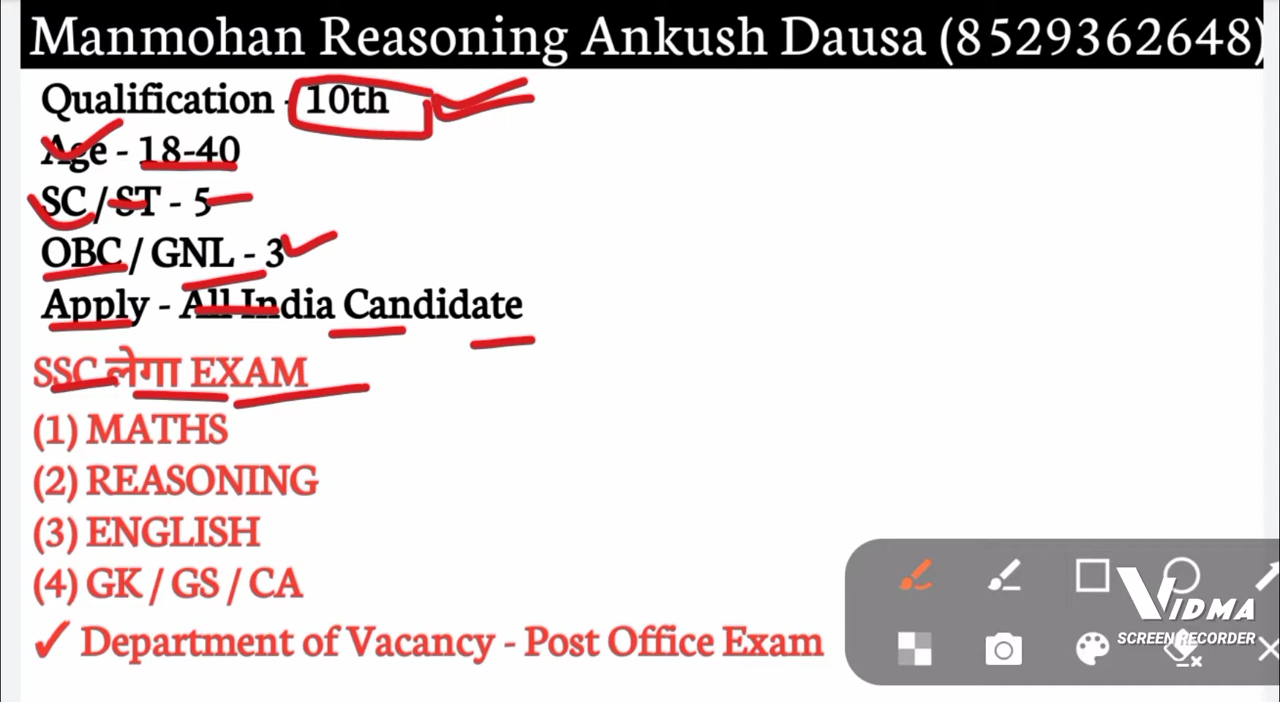 Manmohan Reasoning Ankush Dausa (8529362648)
Qualification - 10th
Age - 18-40
SC / ST - 5
OBC / GNL - 3
Apply - All India Candidate
SSC लेगा EXAM
(1) MATHS
(2) REASONING
(3) ENGLISH
(4) GK / GS / CA
✓ Department of Vacancy - Post Office Exam
VIDMA
SCREEN RECORDER